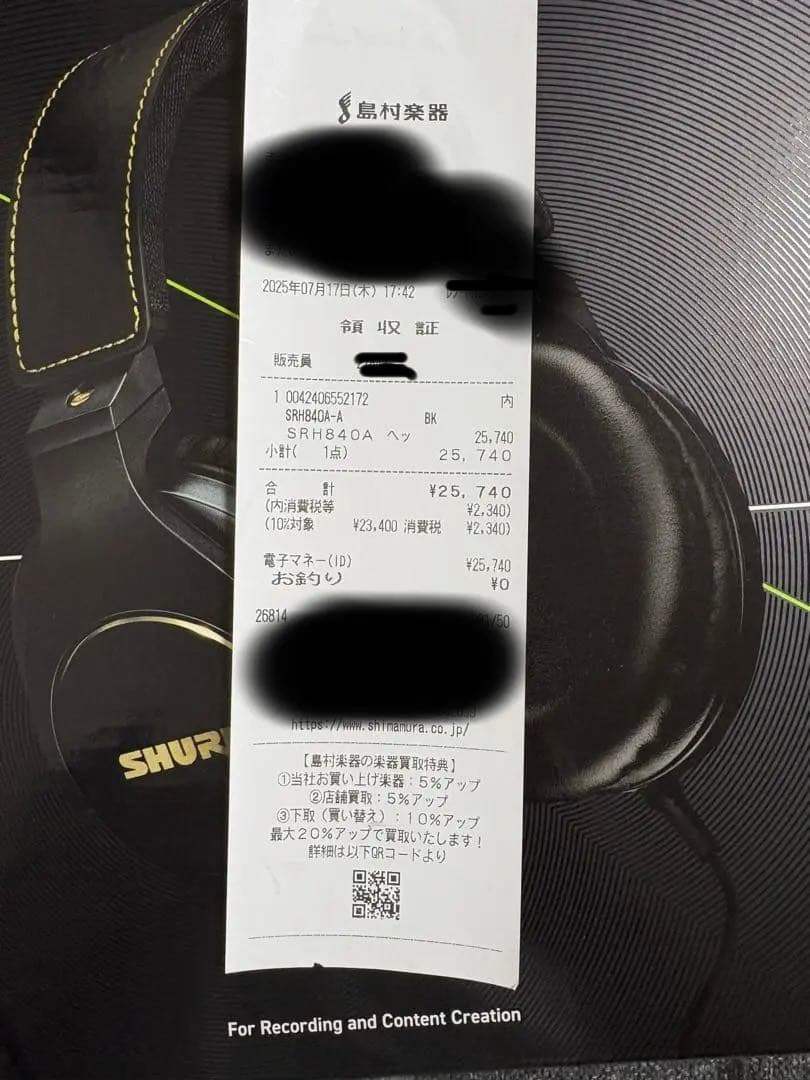 島村楽器
2025年07月17日(木) 17:42
領 収 証
販売員
1 0042406552172 内
SRH840A-A BK
SRH840A ヘッ 25,740
小計( 1点) 25,740
合 計 ¥25,740
(内消費税等 ¥2,340)
(10%対象 ¥23,400 消費税 ¥2,340)
電子マネー(ID) ¥25,740
お釣り ¥0
26814
https://www.shimamura.co.jp/
【島村楽器の楽器買取特典】
①当社お買い上げ楽器：5%アップ
②店舗買取：5%アップ
③下取（買い替え）：10%アップ
最大20%アップで買取いたします！
詳細は以下QRコードより
For Recording and Content Creation